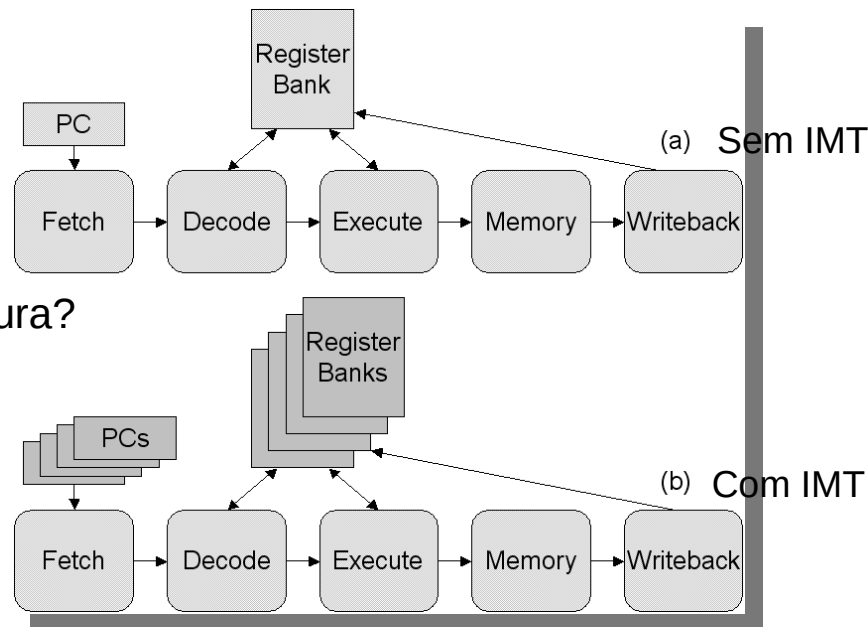 Register
Bank
PC
(a) Sem IMT
Fetch
Decode
Execute
Memory
Writeback
ura?
Register
Banks
PCs
(b) Com IMT
Fetch
Decode
Execute
Memory
Writeback